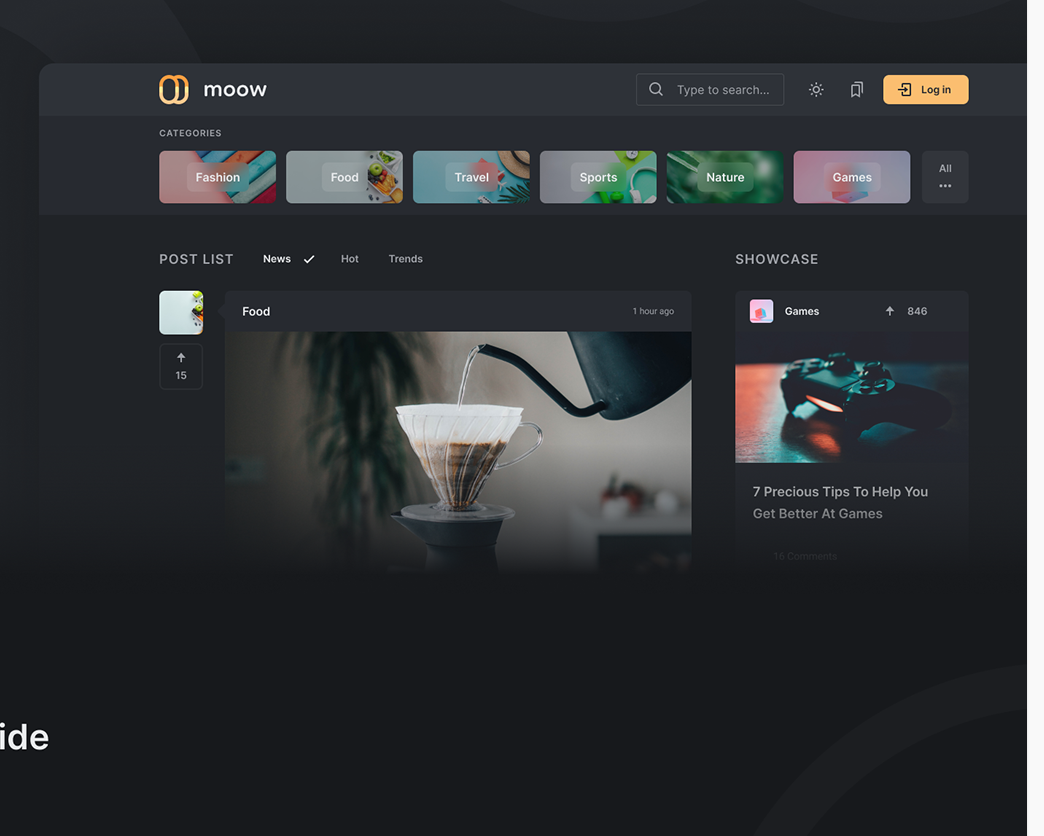 moow
Type to search...
Log in
CATEGORIES
Fashion
Food
Travel
Sports
Nature
Games
All
POST LIST
News
Hot
Trends
SHOWCASE
Food
1 hour ago
Games
846
15
7 Precious Tips To Help You
Get Better At Games
16 Comments
ide